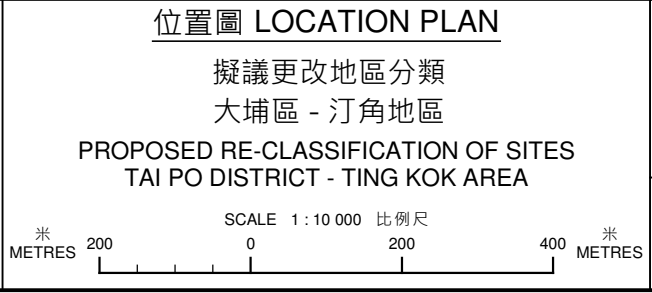 位置圖 LOCATION PLAN
擬議更改地區分類
大埔區 - 汀角地區
PROPOSED RE-CLASSIFICATION OF SITES
TAI PO DISTRICT - TING KOK AREA
SCALE 1 : 10 000 比例尺
米 METRES 200 0 200 400 米 METRES